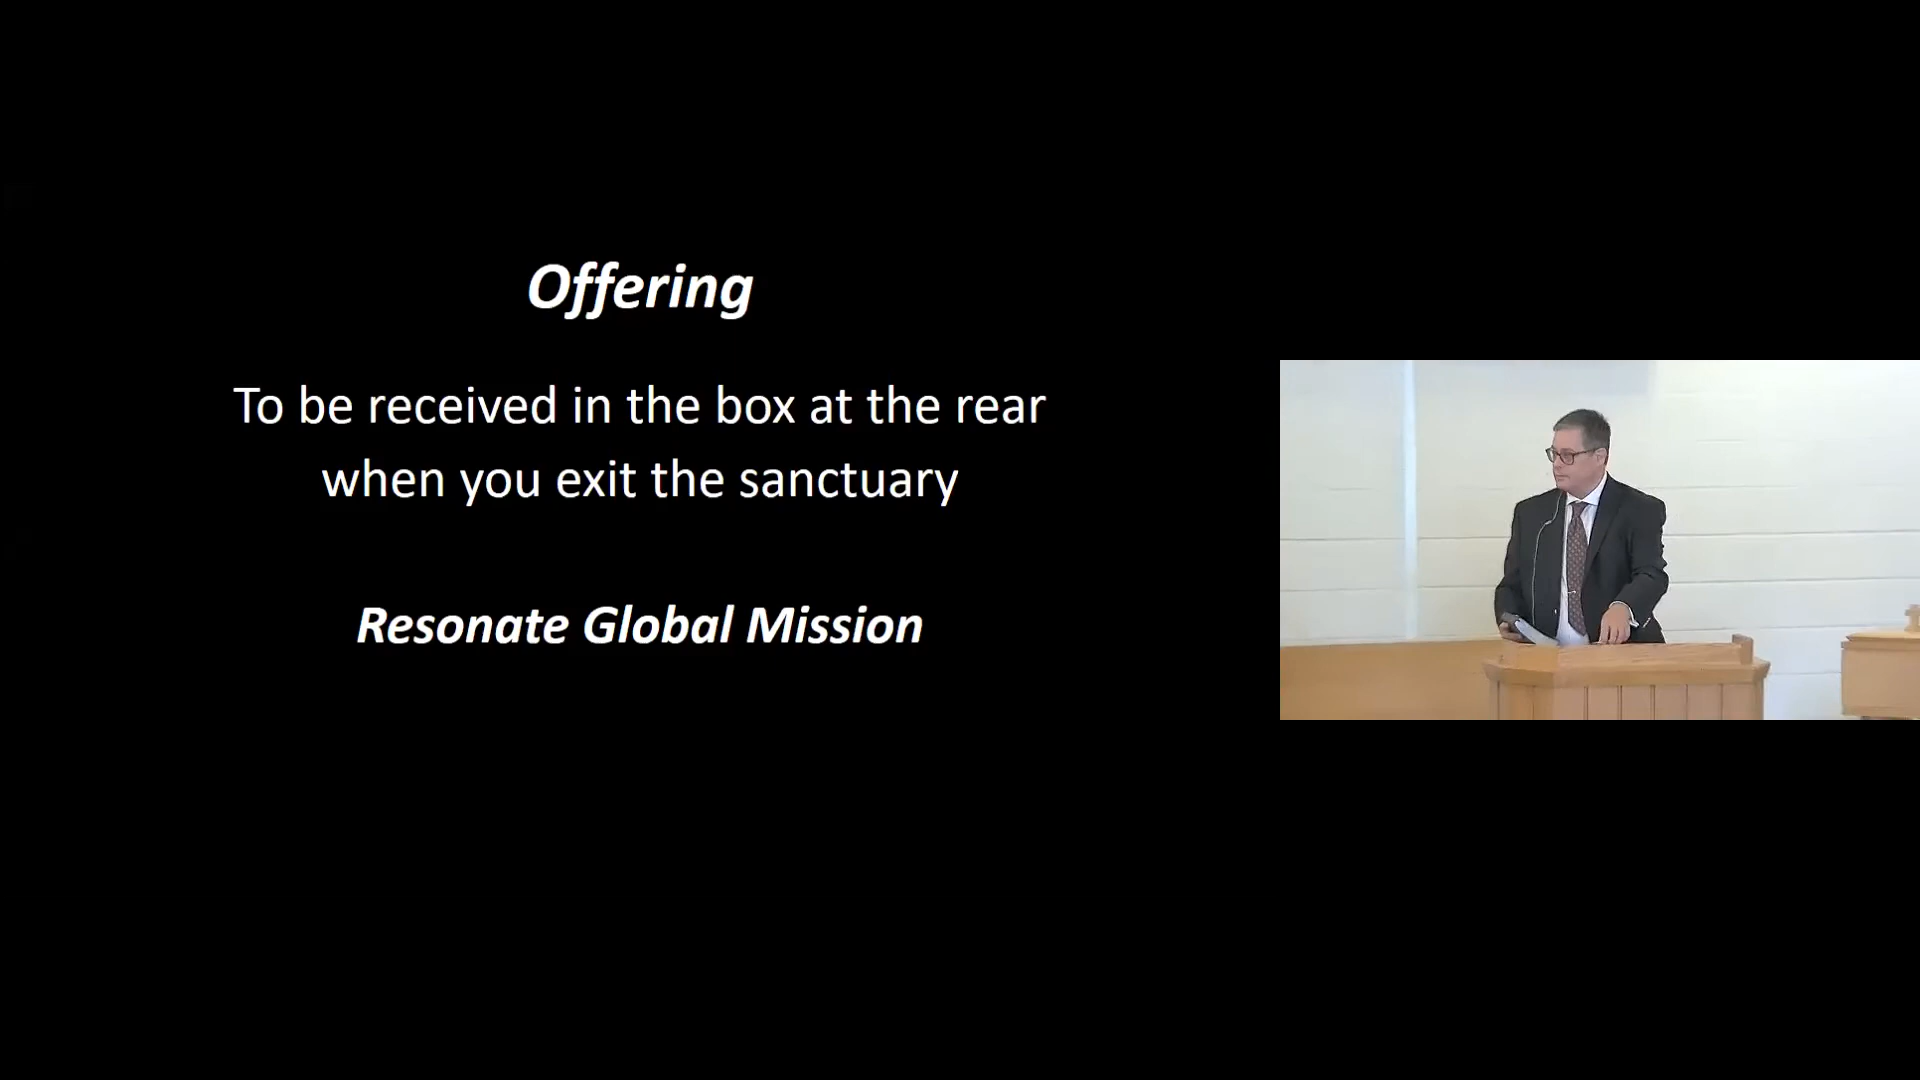 Offering
To be received in the box at the rear
when you exit the sanctuary
Resonate Global Mission